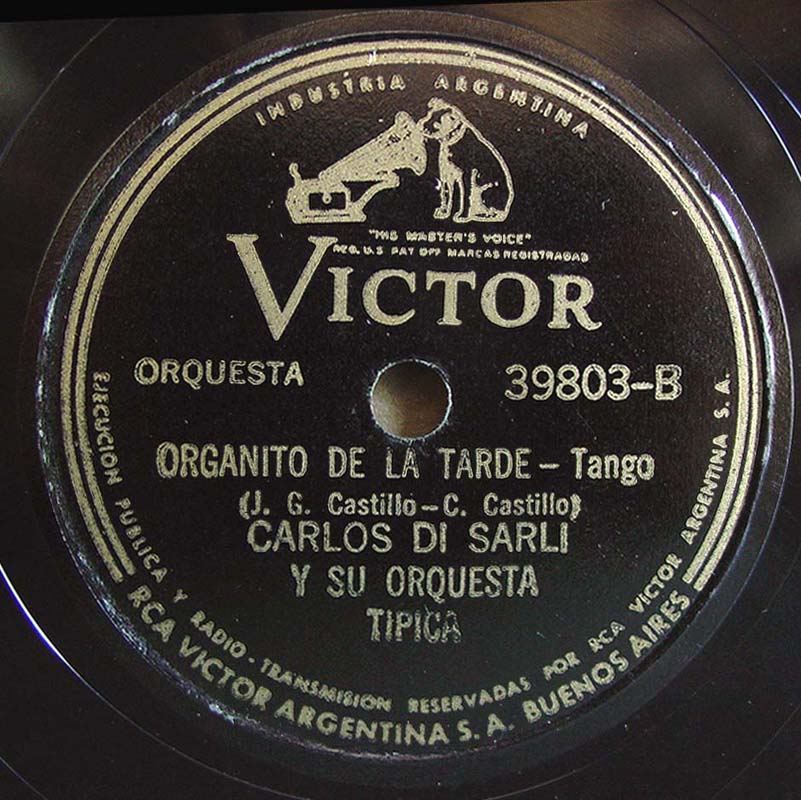 INDUSTRIA ARGENTINA
"HIS MASTER'S VOICE"
REG. U.S. PAT OFF MARCAS REGISTRADAS
VICTOR
ORQUESTA
39803-B
ORGANITO DE LA TARDE - Tango
(J. G. Castillo - C. Castillo)
CARLOS DI SARLI
Y SU ORQUESTA
TIPICA
EJECUCION PUBLICA Y RADIO-TRANSMISIÓN RESERVADAS POR RCA VICTOR ARGENTINA S.A.
RCA VICTOR ARGENTINA S.A. BUENOS AIRES